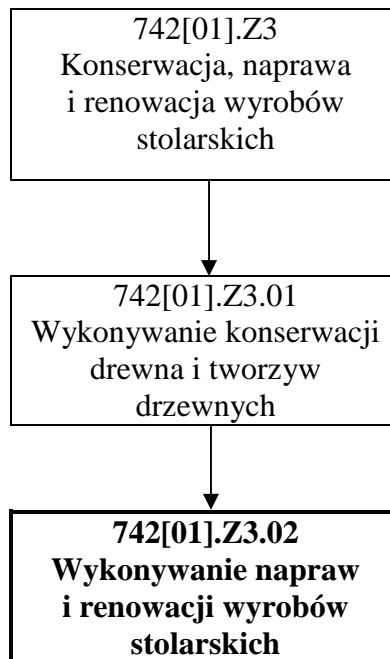 742[01].Z3
Konserwacja, naprawa
i renowacja wyrobów
stolarskich
742[01].Z3.01
Wykonywanie konserwacji
drewna i tworzyw
drzewnych
742[01].Z3.02
Wykonywanie napraw
i renowacji wyrobów
stolarskich